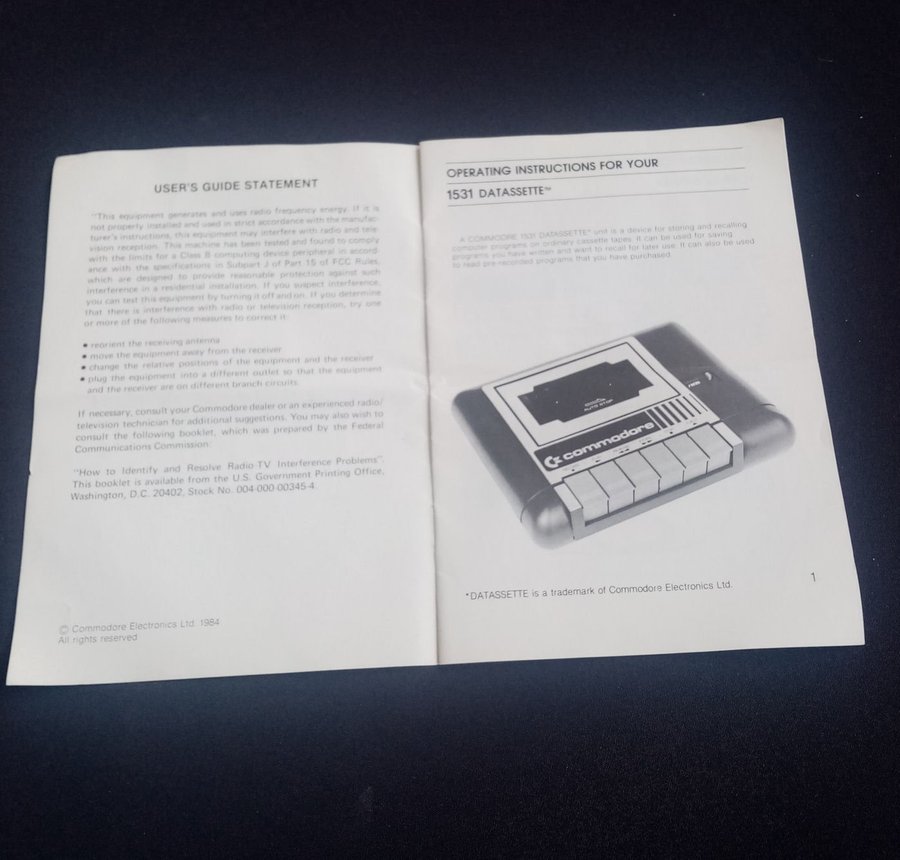 USER'S GUIDE STATEMENT
"This equipment generates and uses radio frequency energy. If it is
not properly installed and used in strict accordance with the manufac-
turer's instructions, this equipment may interfere with radio and tele-
vision reception. This machine has been tested and found to comply
with the limits for a Class B computing device peripheral in accord-
ance with the specifications in Subpart J of Part 15 of FCC Rules,
which are designed to provide reasonable protection against such
interference in a residential installation. If you suspect interference,
you can test this equipment by turning it off and on. If you determine
that there is interference with radio or television reception, try one
or more of the following measures to correct it:
• reorient the receiving antenna
• move the equipment away from the receiver
• change the relative positions of the equipment and the receiver
• plug the equipment into a different outlet so that the equipment
and the receiver are on different branch circuits.
If necessary, consult your Commodore dealer or an experienced radio/
television technician for additional suggestions. You may also wish to
consult the following booklet, which was prepared by the Federal
Communications Commission:
"How to Identify and Resolve Radio-TV Interference Problems".
This booklet is available from the U.S. Government Printing Office,
Washington, D.C. 20402, Stock No. 004-000-00345-4.
© Commodore Electronics Ltd. 1984
All rights reserved
OPERATING INSTRUCTIONS FOR YOUR
1531 DATASSETTE™
A COMMODORE 1531 DATASSETTE* unit is a device for storing and recalling
computer programs on ordinary cassette tapes. It can be used for saving
programs you have written and want to recall for later use. It can also be used
to read pre-recorded programs that you have purchased.
AUTO STOP
commodore
*DATASSETTE is a trademark of Commodore Electronics Ltd.
1